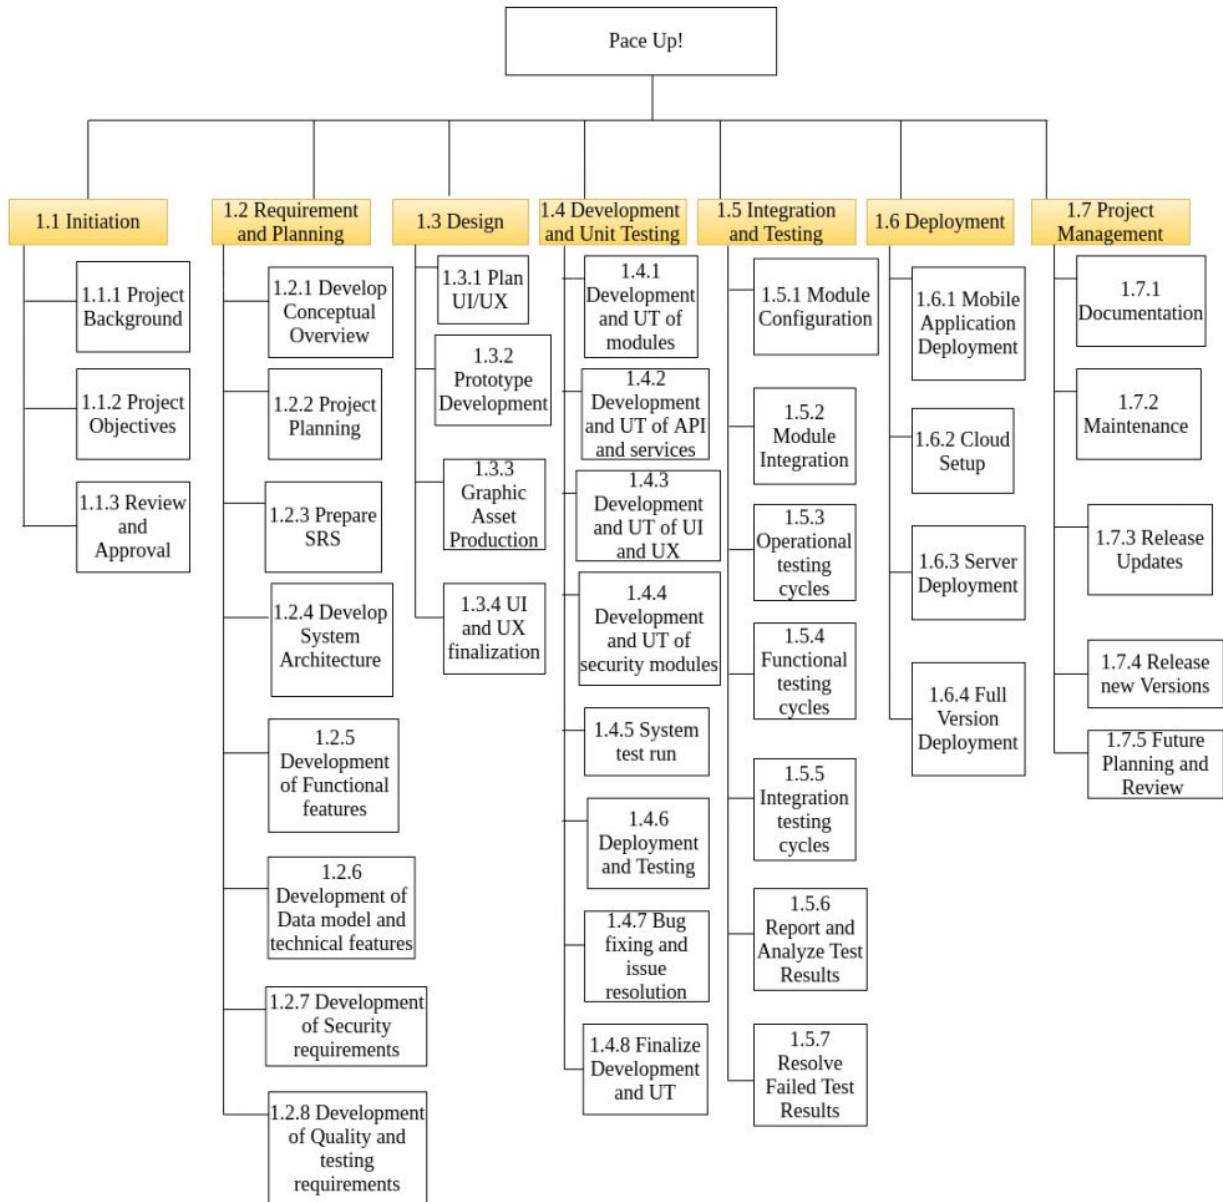 Pace Up!
1.1 Initiation
1.1.1 Project
Background
1.1.2 Project
Objectives
1.1.3 Review
and
Approval
1.2 Requirement
and Planning
1.2.1 Develop
Conceptual
Overview
1.2.2 Project
Planning
1.2.3 Prepare
SRS
1.2.4 Develop
System
Architecture
1.2.5
Development
of Functional
features
1.2.6
Development of
Data model and
technical features
1.2.7 Development
of Security
requirements
1.2.8 Development
of Quality and
testing
requirements
1.3 Design
1.3.1 Plan
UI/UX
1.3.2
Prototype
Development
1.3.3
Graphic
Asset
Production
1.3.4 UI
and UX
finalization
1.4 Development
and Unit Testing
1.4.1
Development
and UT of
modules
1.4.2
Development
and UT of API
and services
1.4.3
Development
and UT of UI
and UX
1.4.4
Development
and UT of
security modules
1.4.5 System
test run
1.4.6
Deployment
and Testing
1.4.7 Bug
fixing and
issue
resolution
1.4.8 Finalize
Development
and UT
1.5 Integration
and Testing
1.5.1 Module
Configuration
1.5.2
Module
Integration
1.5.3
Operational
testing
cycles
1.5.4
Functional
testing
cycles
1.5.5
Integration
testing
cycles
1.5.6
Report and
Analyze Test
Results
1.5.7
Resolve
Failed Test
Results
1.6 Deployment
1.6.1 Mobile
Application
Deployment
1.6.2 Cloud
Setup
1.6.3 Server
Deployment
1.6.4 Full
Version
Deployment
1.7 Project
Management
1.7.1
Documentation
1.7.2
Maintenance
1.7.3 Release
Updates
1.7.4 Release
new Versions
1.7.5 Future
Planning and
Review